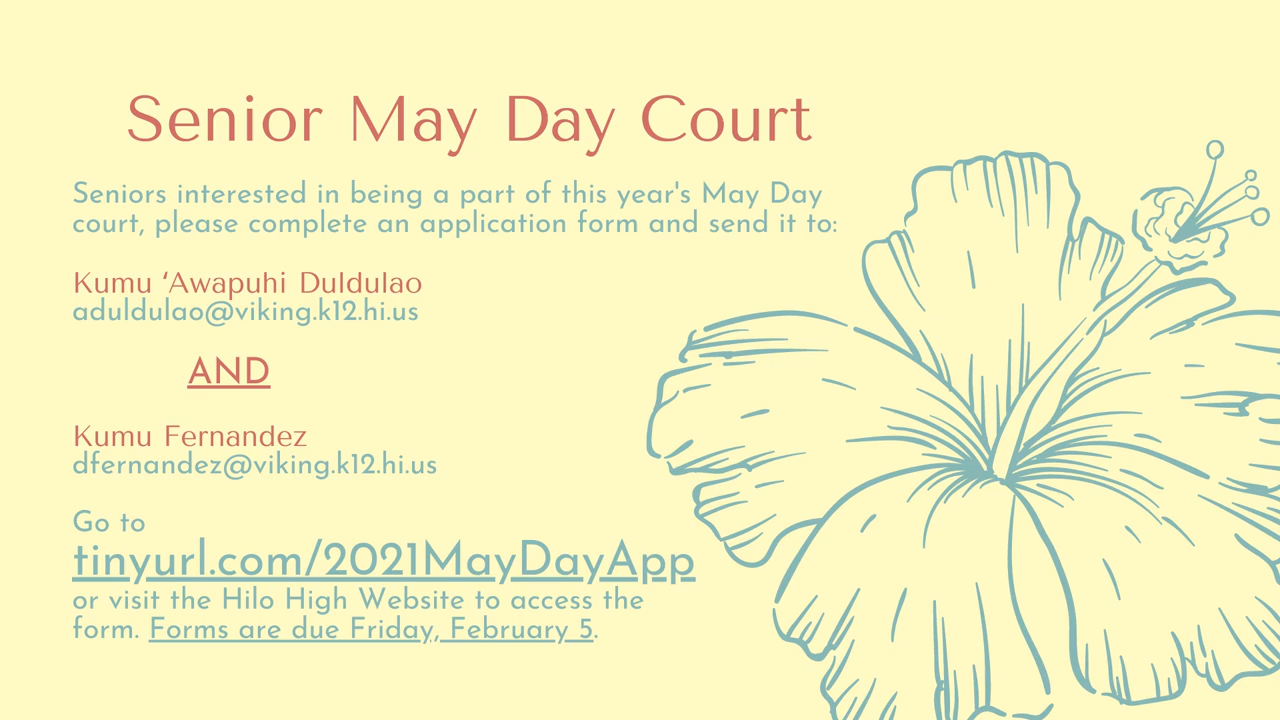 Senior May Day Court
Seniors interested in being a part of this year's May Day
court, please complete an application form and send it to:
Kumu ‘Awapuhi Duldulao
aduldulao@viking.k12.hi.us
AND
Kumu Fernandez
dfernandez@viking.k12.hi.us
Go to
tinyurl.com/2021MayDayApp
or visit the Hilo High Website to access the
form. Forms are due Friday, February 5.